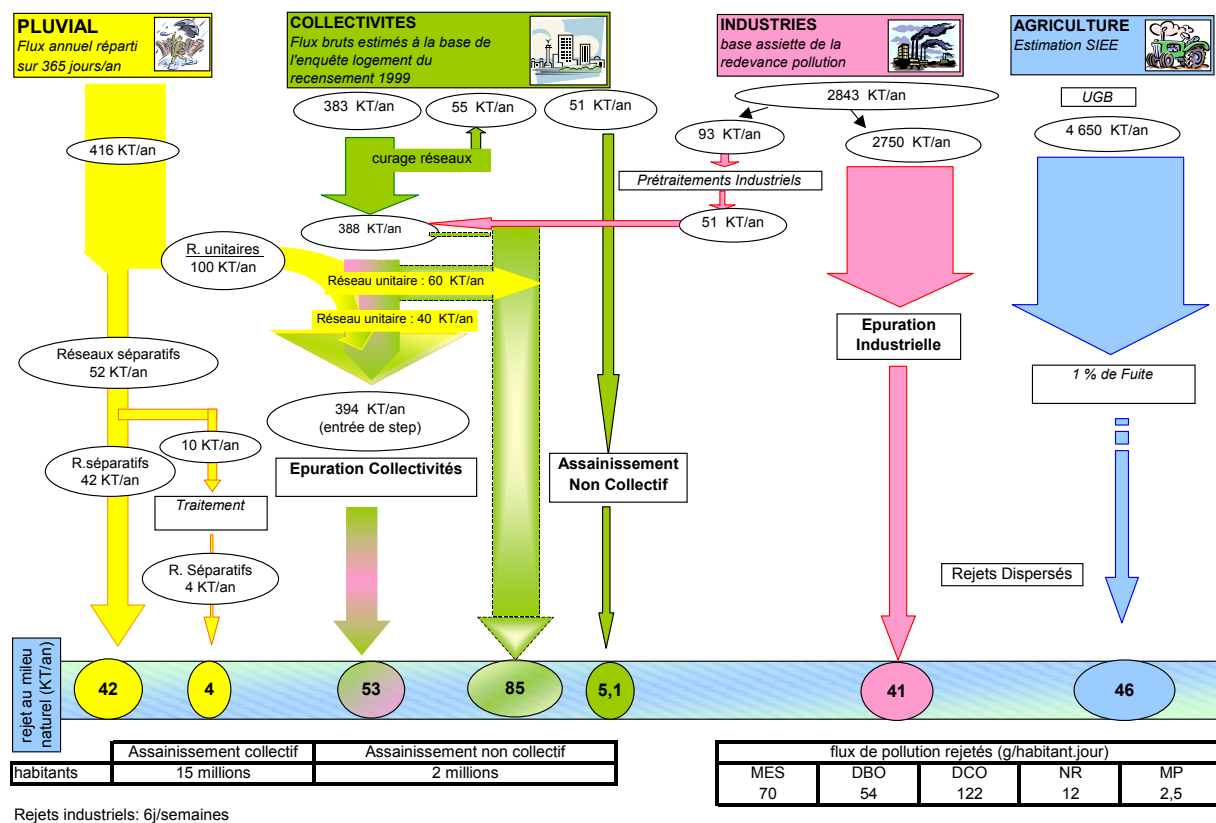 PLUVIAL
Flux annuel réparti
sur 365 jours/an
COLLECTIVITES
Flux bruts estimés à la base de
l'enquête logement du
recensement 1999
INDUSTRIES
base assiette de la
redevance pollution
AGRICULTURE
Estimation SIEE
383 KT/an
55 KT/an
51 KT/an
2843 KT/an
UGB
416 KT/an
curage réseaux
93 KT/an
2750 KT/an
4 650 KT/an
Prétraitements Industriels
388 KT/an
51 KT/an
R. unitaires
100 KT/an
Réseau unitaire : 60 KT/an
Réseau unitaire : 40 KT/an
Epuration
Industrielle
Réseaux séparatifs
52 KT/an
1 % de Fuite
394 KT/an
(entrée de step)
10 KT/an
R.séparatifs
42 KT/an
Epuration Collectivités
Assainissement
Non Collectif
Traitement
R. Séparatifs
4 KT/an
Rejets Dispersés
rejet au mileu
naturel (KT/an)
42
4
53
85
5,1
41
46
Assainissement collectif
Assainissement non collectif
habitants
15 millions
2 millions
flux de pollution rejetés (g/habitant.jour)
MES
DBO
DCO
NR
MP
70
54
122
12
2,5
Rejets industriels: 6j/semaines